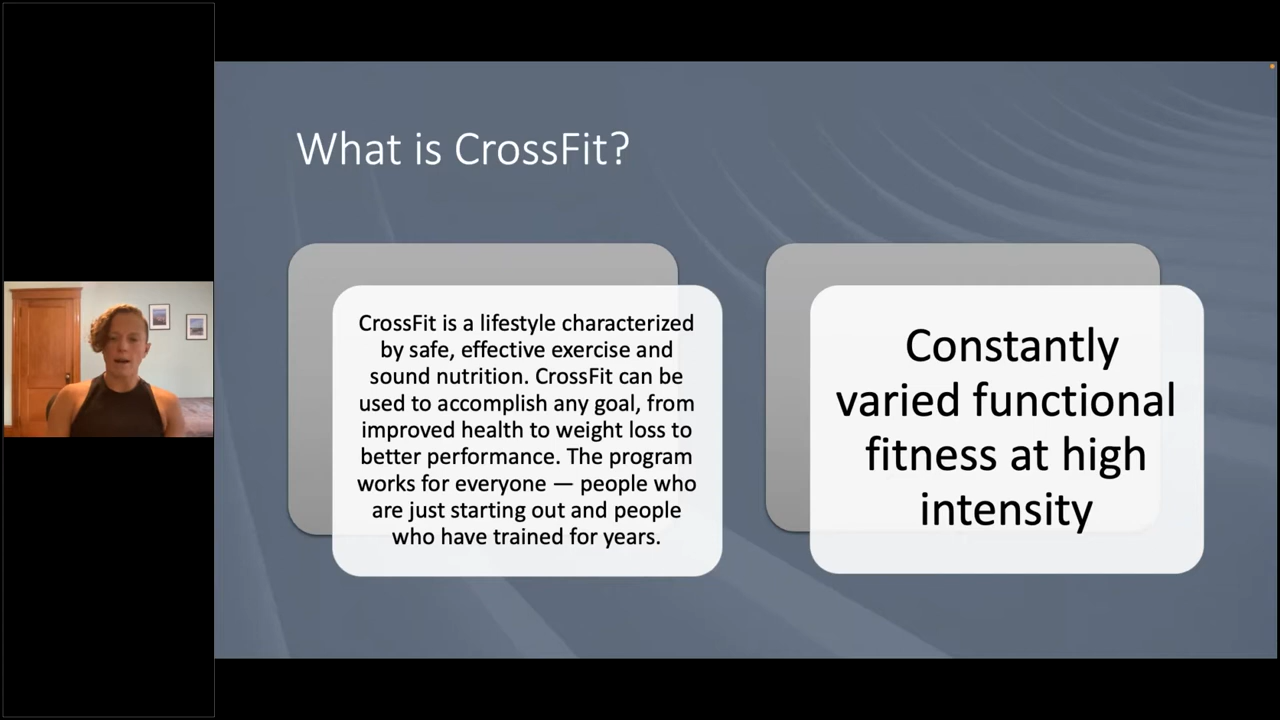 What is CrossFit?
CrossFit is a lifestyle characterized
by safe, effective exercise and
sound nutrition. CrossFit can be
used to accomplish any goal, from
improved health to weight loss to
better performance. The program
works for everyone — people who
are just starting out and people
who have trained for years.
Constantly
varied functional
fitness at high
intensity